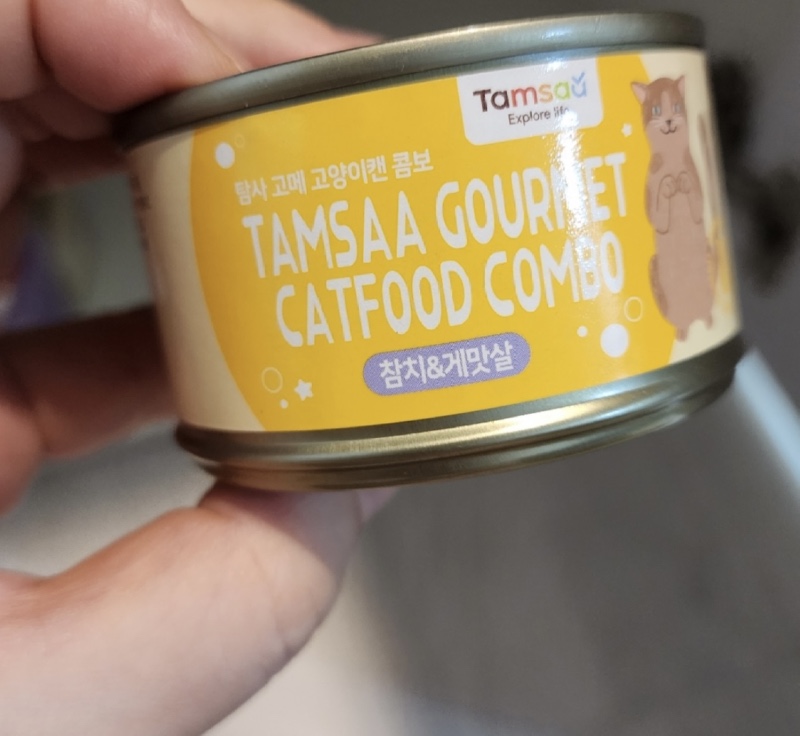 Tamsaa
Explore life
탐사 고메 고양이캔 콤보
TAMSAA GOURMET
CATFOOD COMBO
참치&게맛살